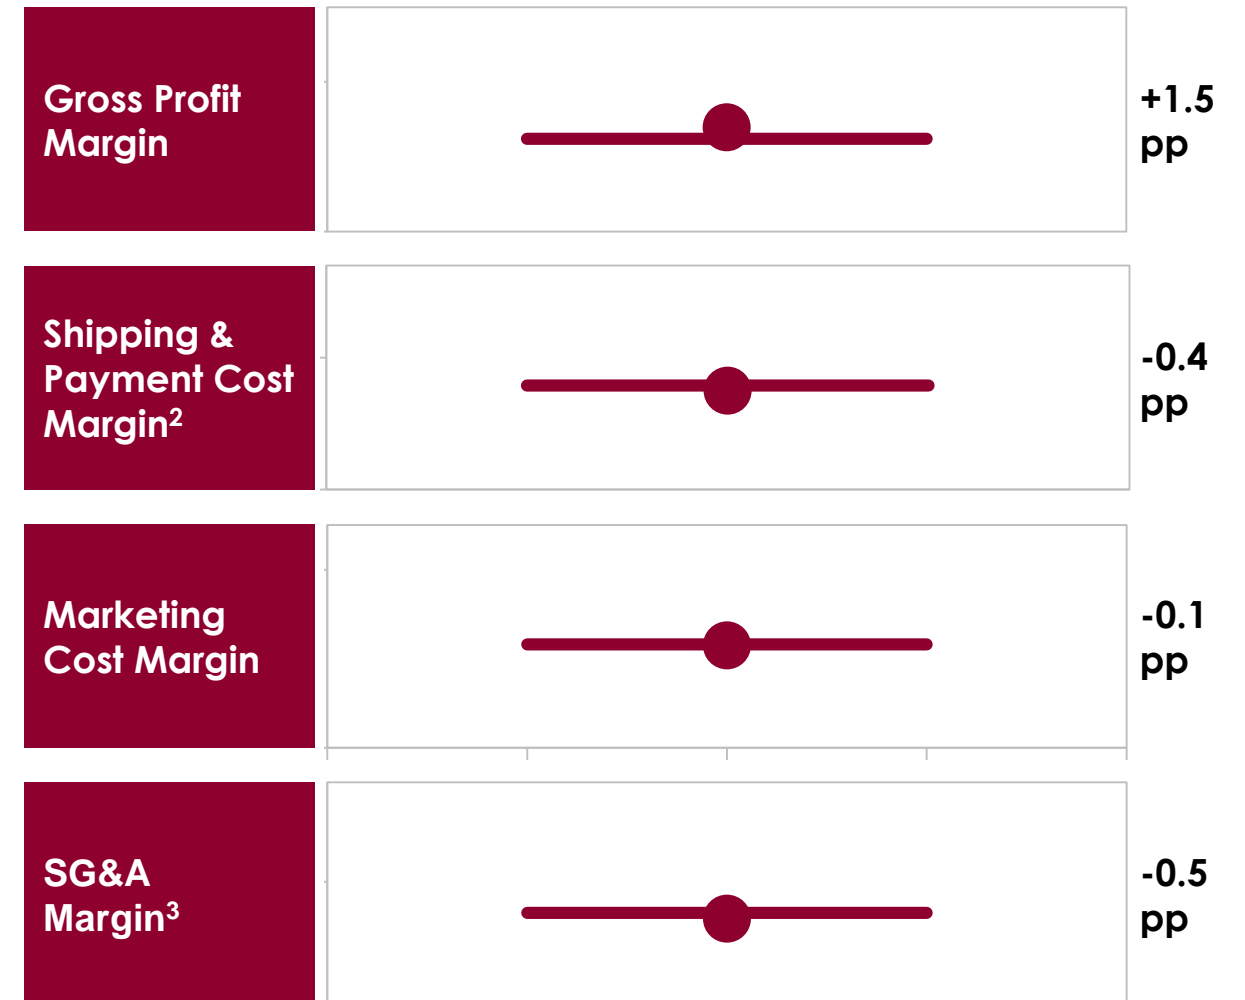 Gross Profit
Margin
+1.5
pp
Shipping &
Payment Cost
Margin²
-0.4
pp
Marketing
Cost Margin
-0.1
pp
SG&A
Margin³
-0.5
pp